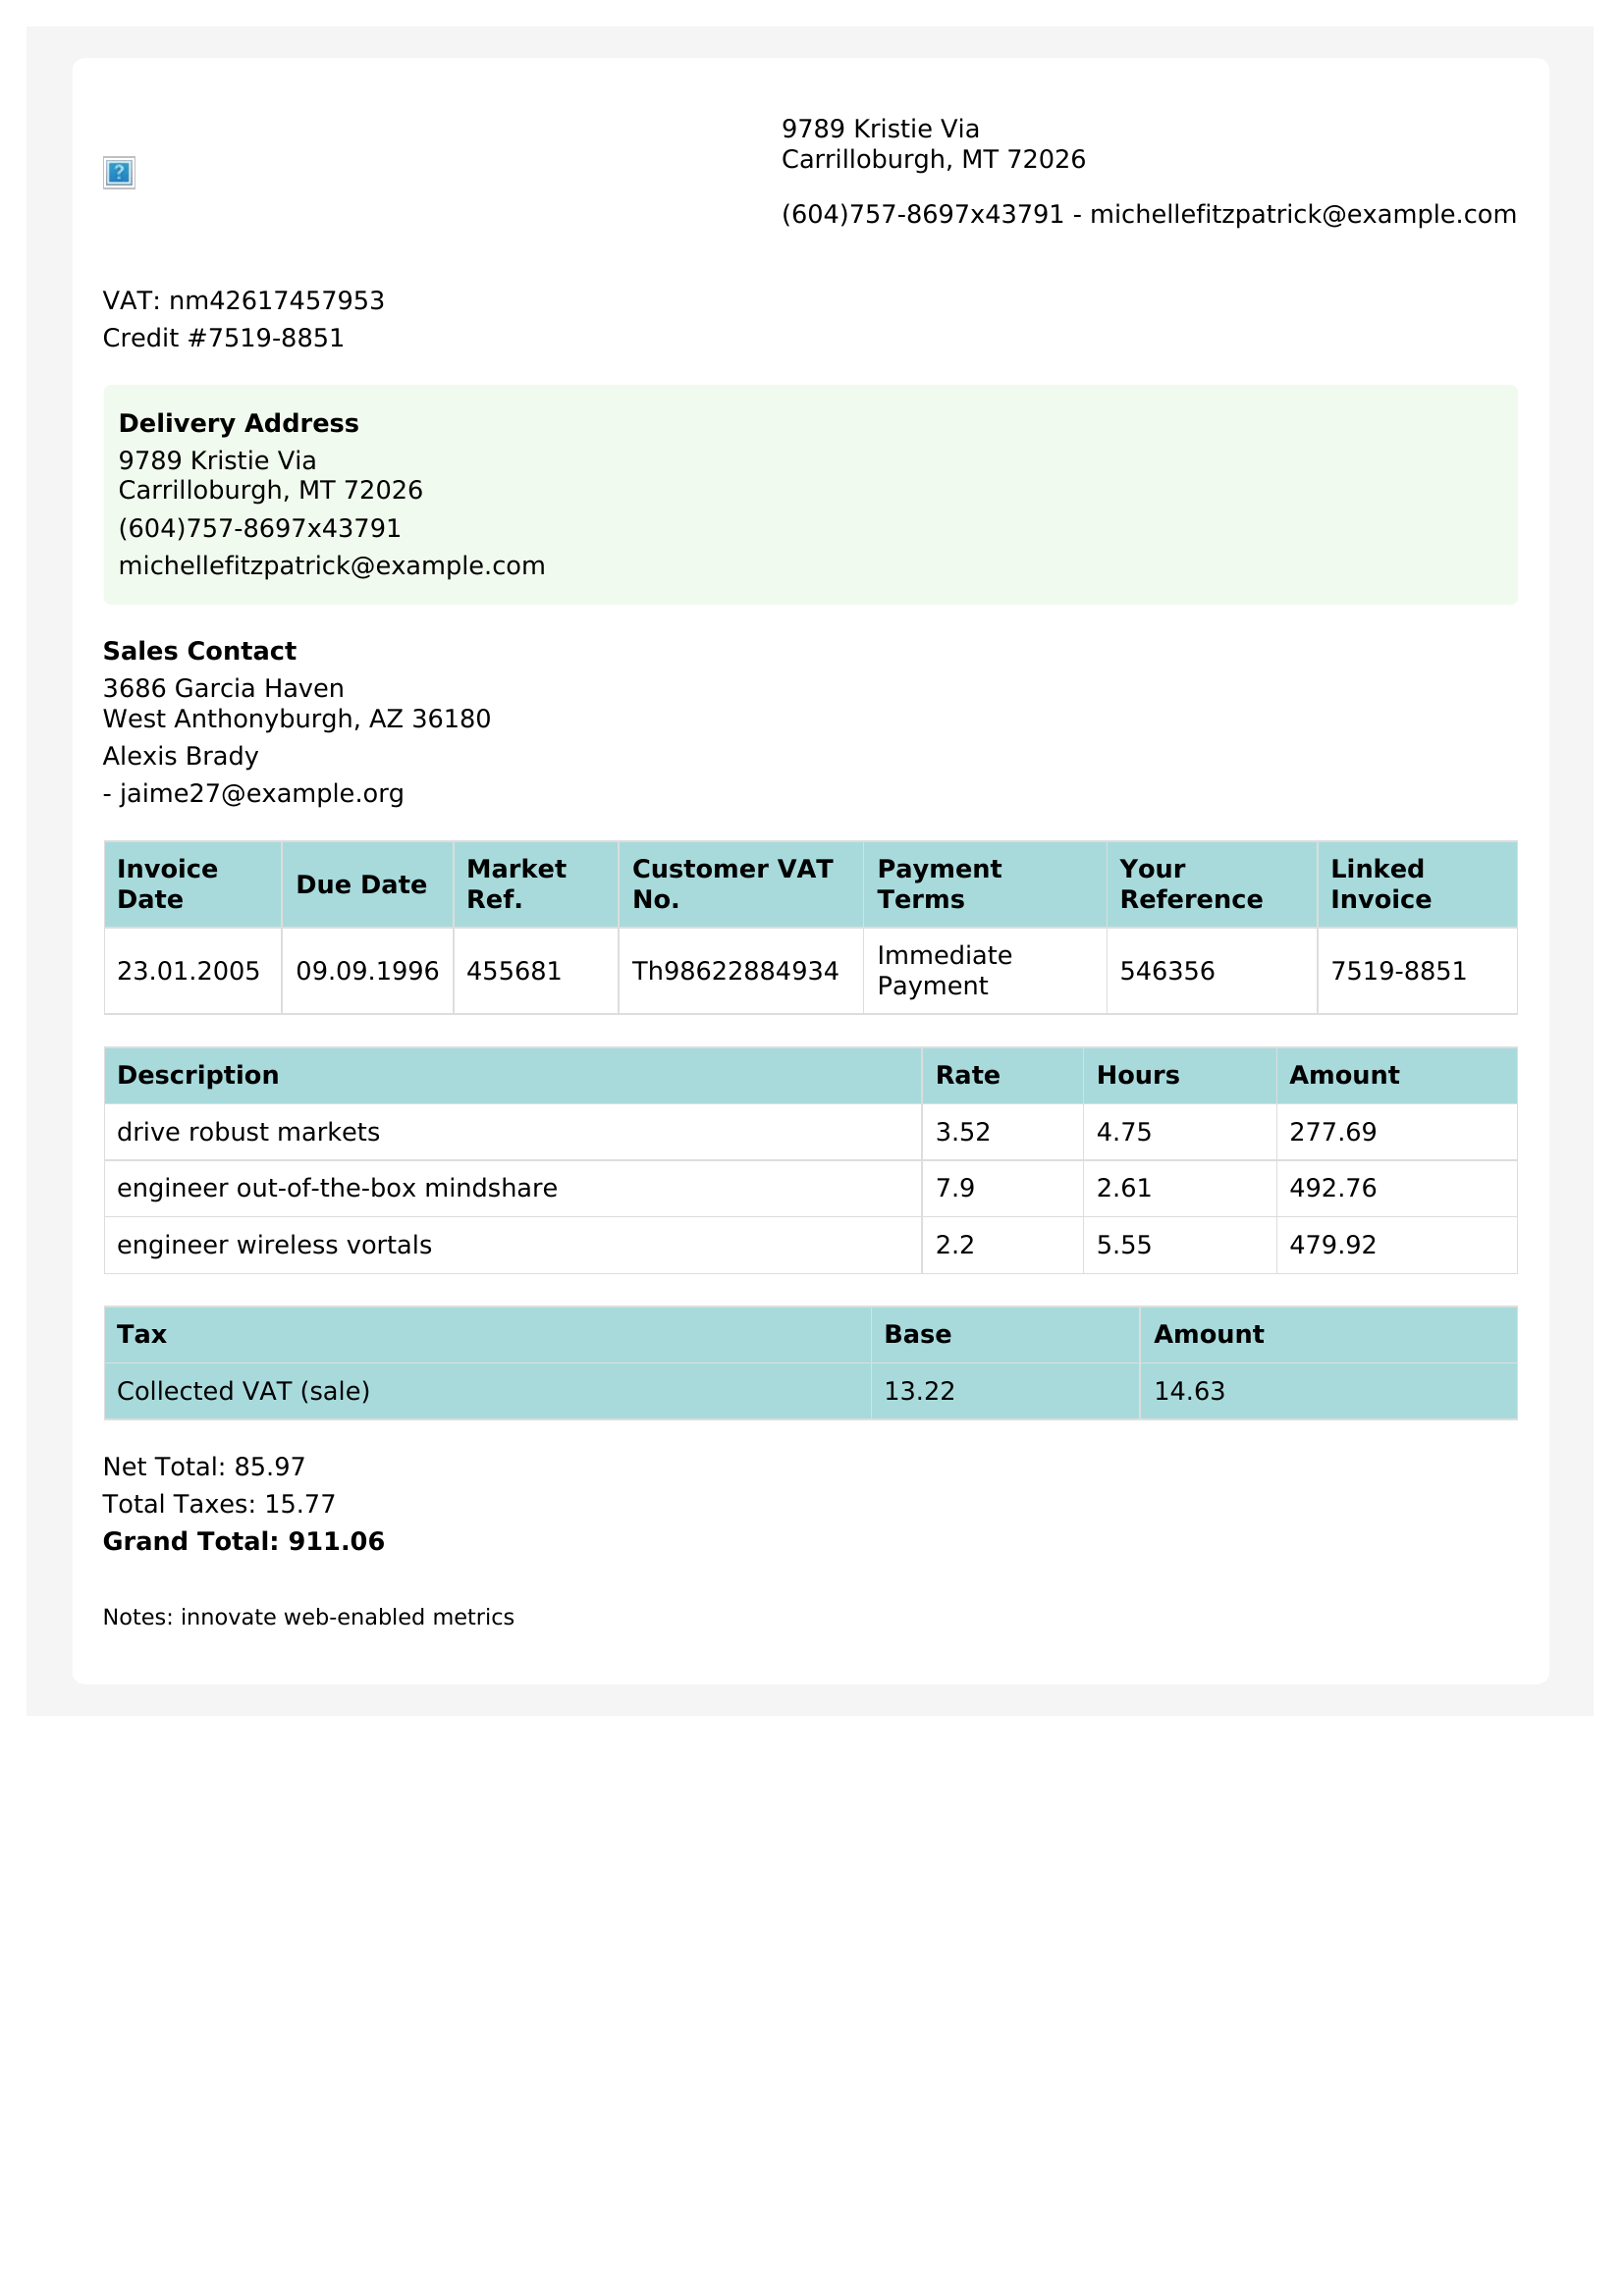 9789 Kristie Via
Carrilloburgh, MT 72026
(604)757-8697x43791 - michellefitzpatrick@example.com
VAT: nm42617457953
Credit #7519-8851
Delivery Address
9789 Kristie Via
Carrilloburgh, MT 72026
(604)757-8697x43791
michellefitzpatrick@example.com
Sales Contact
3686 Garcia Haven
West Anthonyburgh, AZ 36180
Alexis Brady
- jaime27@example.org
Invoice Date Due Date Market Ref. Customer VAT No. Payment Terms Your Reference Linked Invoice
23.01.2005 09.09.1996 455681 Th98622884934 Immediate Payment 546356 7519-8851
Description Rate Hours Amount
drive robust markets 3.52 4.75 277.69
engineer out-of-the-box mindshare 7.9 2.61 492.76
engineer wireless vortals 2.2 5.55 479.92
Tax Base Amount
Collected VAT (sale) 13.22 14.63
Net Total: 85.97
Total Taxes: 15.77
Grand Total: 911.06
Notes: innovate web-enabled metrics